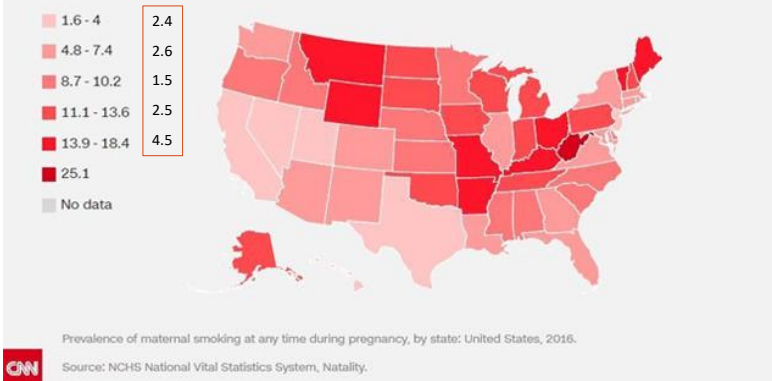 1.6 - 4 2.4
4.8 - 7.4 2.6
8.7 - 10.2 1.5
11.1 - 13.6 2.5
13.9 - 18.4 4.5
25.1
No data
Prevalence of maternal smoking at any time during pregnancy, by state: United States, 2016.
CNN Source: NCHS National Vital Statistics System, Natality.